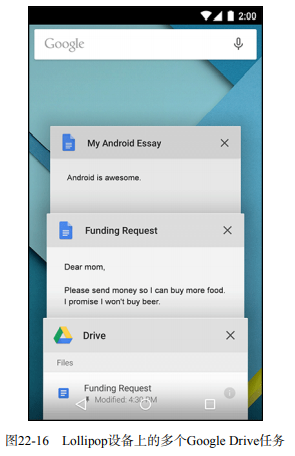 2:00
Google
My Android Essay
Android is awesome.
Funding Request
Dear mom,
Please send money so I can buy more food.
I promise I won't buy beer.
Drive
Files
Funding Request
Modified: 4:30 PM
图22-16 Lollipop设备上的多个Google Drive任务